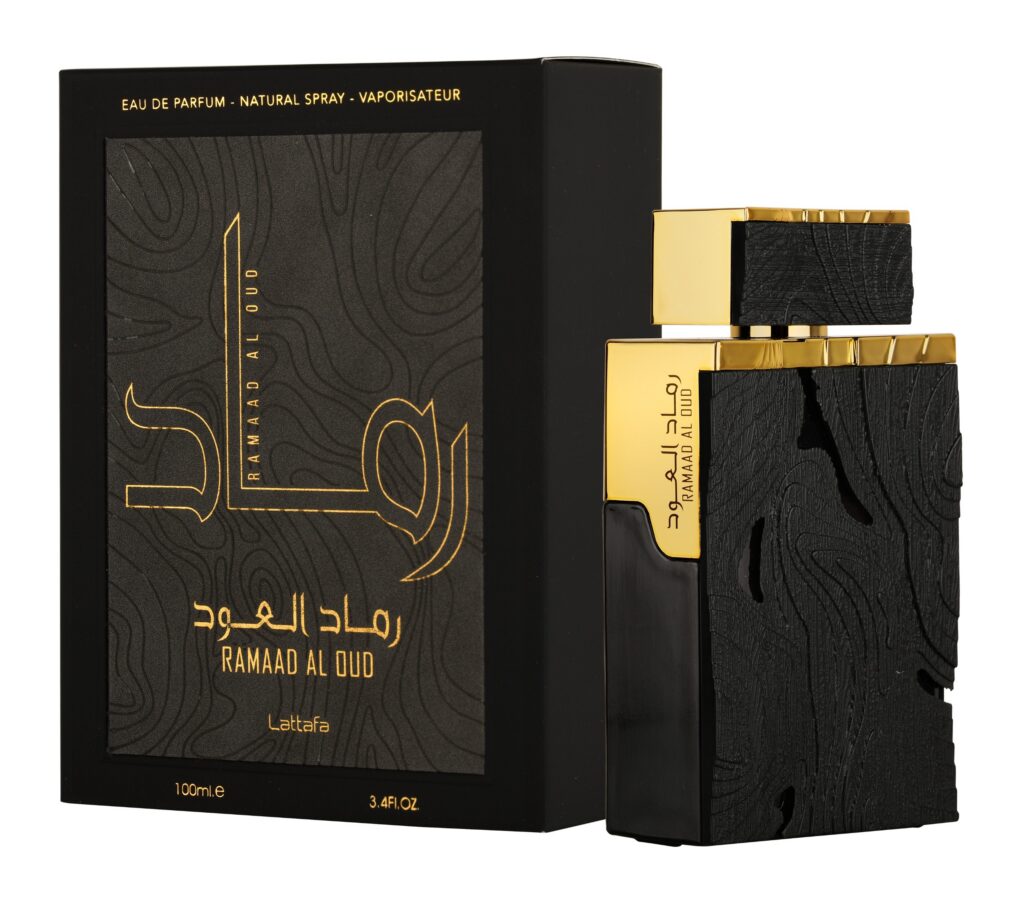 EAU DE PARFUM - NATURAL SPRAY - VAPORISATEUR
رماد
RAMAAD AL OUD
رماد العود
RAMAAD AL OUD
Lattafa
100ml.e
3.4Fl.OZ.
رماد العود
RAMAAD AL OUD